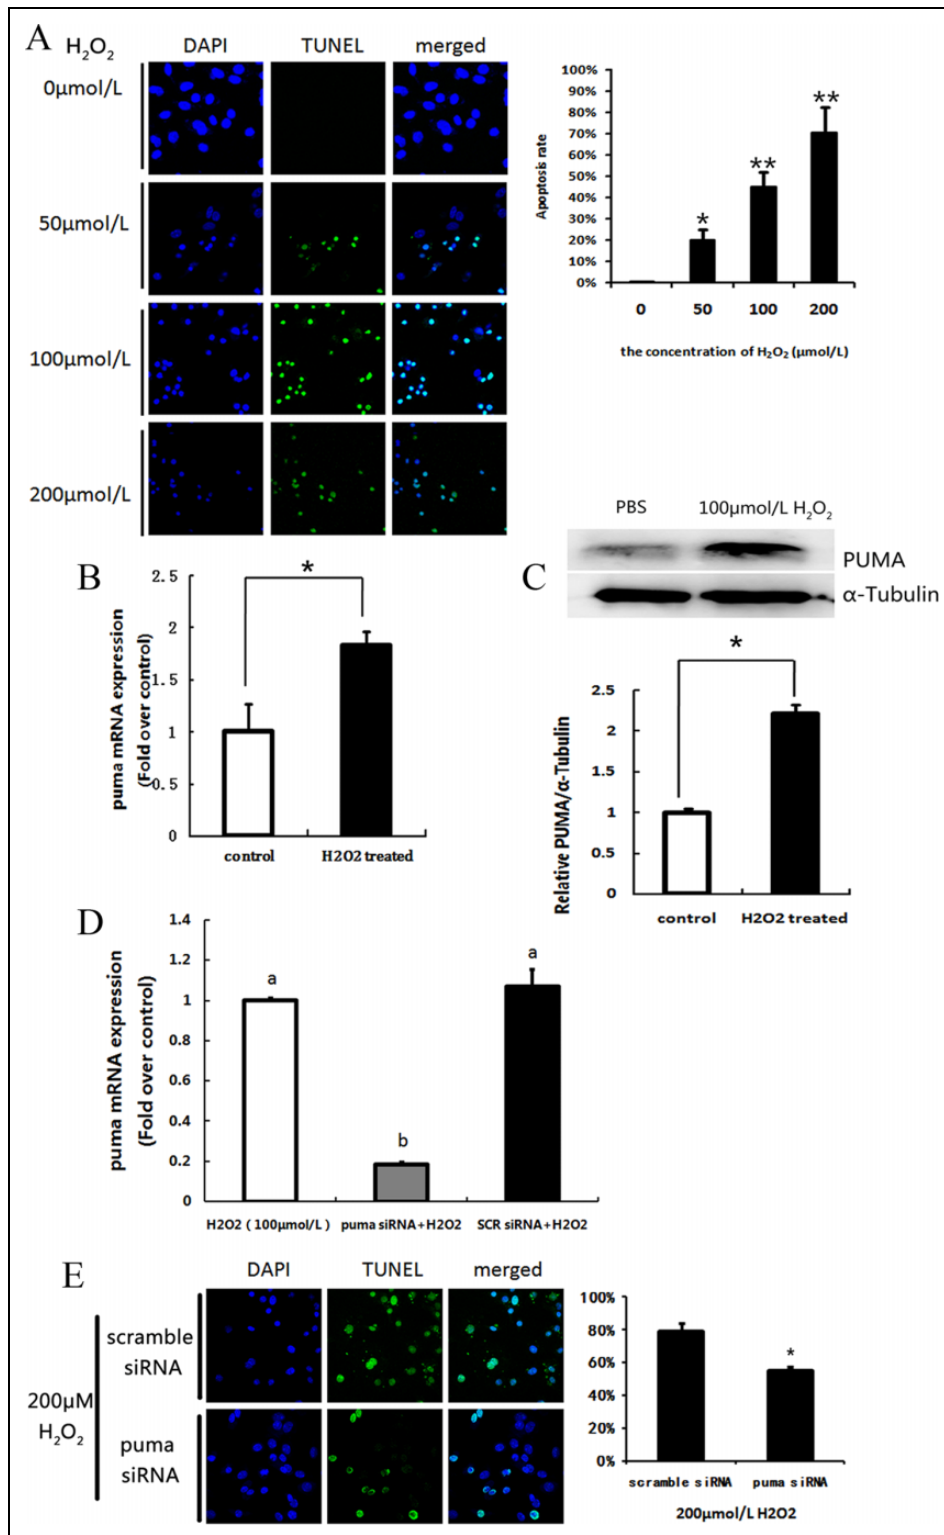 A
H₂O₂
DAPI TUNEL merged
0μmol/L
50μmol/L
100μmol/L
200μmol/L
100%
90%
80%
70%
60%
50%
40%
30%
20%
10%
0%
Apoptosis rate
*
**
**
0 50 100 200
the concentration of H₂O₂ (μmol/L)
B
puma mRNA expression
(Fold over control)
2.5
2
1.5
1
0.5
0
*
control H2O2 treated
C
PBS 100μmol/L H₂O₂
PUMA
α-Tubulin
*
Relative PUMA/α-Tubulin
2.5
2
1.5
1
0.5
0
control H2O2 treated
D
puma mRNA expression
(Fold over control)
1.4
1.2
1
0.8
0.6
0.4
0.2
0
a
b
a
H2O2 ( 100μmol/L ) puma siRNA+H2O2 SCR siRNA+H2O2
E
DAPI TUNEL merged
200μM
H₂O₂
scramble
siRNA
puma
siRNA
100%
80%
60%
40%
80%
0%
*
scramble siRNA puma siRNA
200μmol/L H2O2